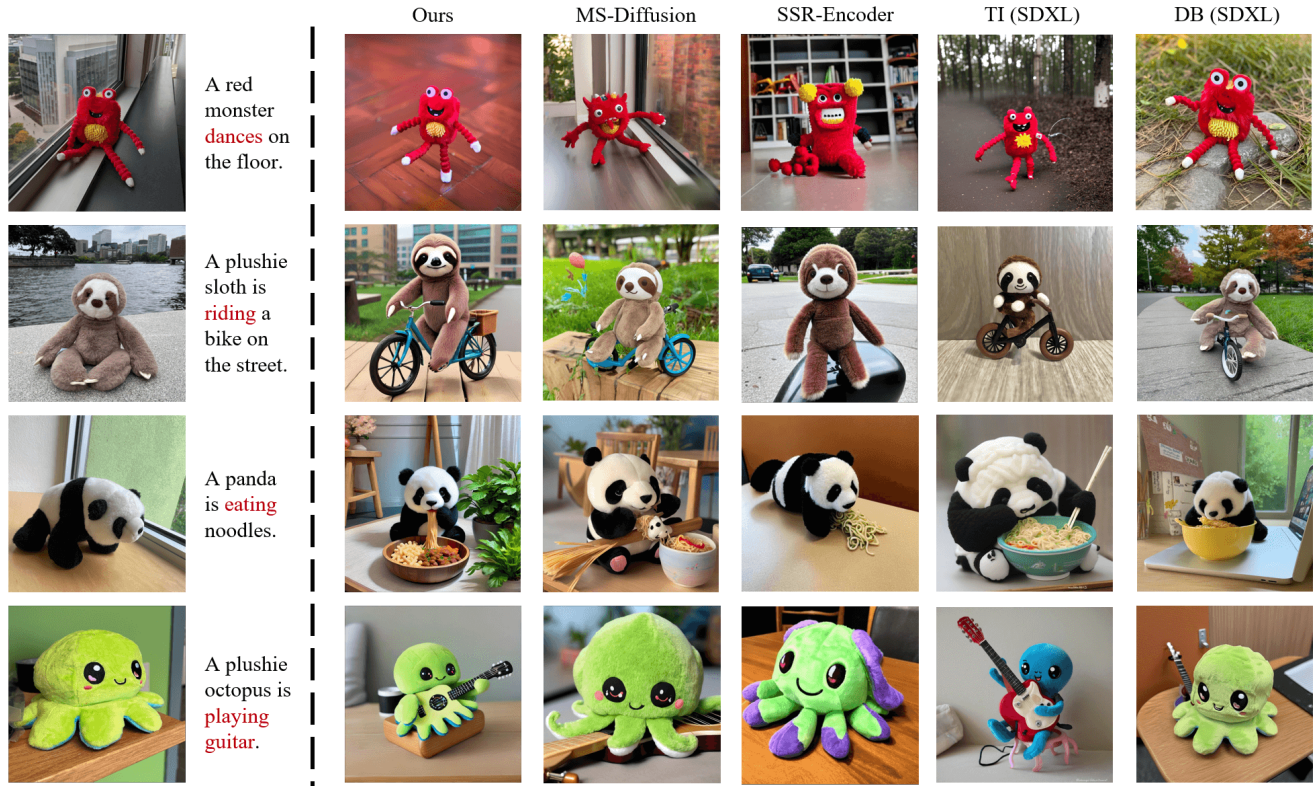 Ours
MS-Diffusion
SSR-Encoder
TI (SDXL)
DB (SDXL)
A red
monster
dances on
the floor.
A plushie
sloth is
riding a
bike on
the street.
A panda
is eating
noodles.
A plushie
octopus is
playing
guitar.